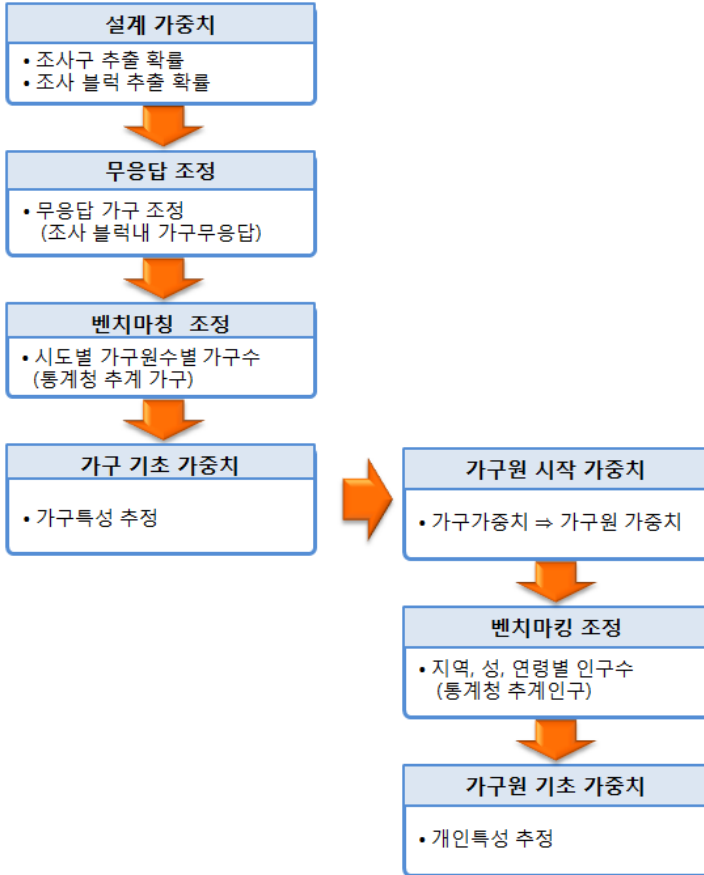 설계 가중치
• 조사구 추출 확률
• 조사 블럭 추출 확률
무응답 조정
• 무응답 가구 조정
(조사 블럭내 가구무응답)
벤치마칭 조정
• 시도별 가구원수별 가구수
(통계청 추계 가구)
가구 기초 가중치
• 가구특성 추정
가구원 시작 가중치
• 가구가중치 ⇒ 가구원 가중치
벤치마킹 조정
• 지역, 성, 연령별 인구수
(통계청 추계인구)
가구원 기초 가중치
• 개인특성 추정